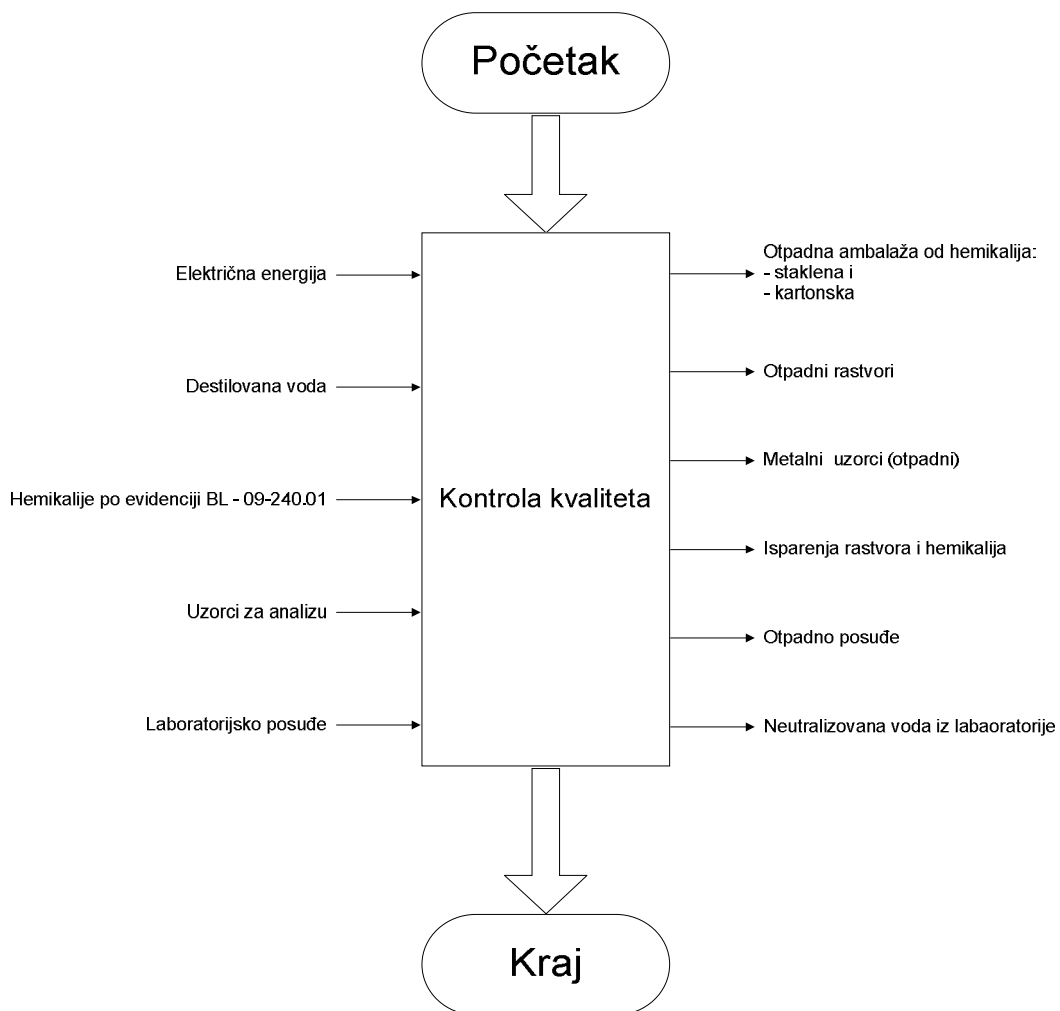 Početak
Električna energija
Destilovana voda
Hemikalije po evidenciji BL - 09-240.01
Uzorci za analizu
Laboratorijsko posuđe
Kontrola kvaliteta
Otpadna ambalaža od hemikalija:
- staklena i
- kartonska
Otpadni rastvori
Metalni uzorci (otpadni)
Isparenja rastvora i hemikalija
Otpadno posuđe
Neutralizovana voda iz labaoratorije
Kraj